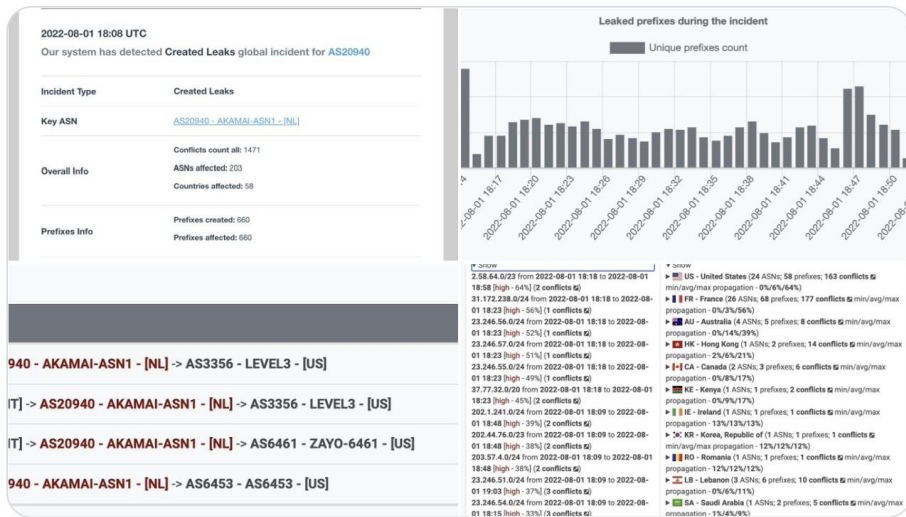 2022-08-01 18:08 UTC
Our system has detected Created Leaks global incident for AS20940
Incident Type Created Leaks
Key ASN AS20940 - AKAMAI-ASN1 - [NL]
Overall Info
Conflicts count all: 1471
ASNs affected: 203
Countries affected: 58
Prefixes Info
Prefixes created: 660
Prefixes affected: 660
Leaked prefixes during the incident
Unique prefixes count
2022-08-01 18:17
2022-08-01 18:20
2022-08-01 18:23
2022-08-01 18:26
2022-08-01 18:29
2022-08-01 18:32
2022-08-01 18:35
2022-08-01 18:38
2022-08-01 18:41
2022-08-01 18:44
2022-08-01 18:47
2022-08-01 18:50
940 - AKAMAI-ASN1 - [NL] -> AS3356 - LEVEL3 - [US]
IT] -> AS20940 - AKAMAI-ASN1 - [NL] -> AS3356 - LEVEL3 - [US]
IT] -> AS20940 - AKAMAI-ASN1 - [NL] -> AS6461 - ZAYO-6461 - [US]
940 - AKAMAI-ASN1 - [NL] -> AS6453 - AS6453 - [US]
▾ Show
2.58.64.0/23 from 2022-08-01 18:18 to 2022-08-01
18:58 [high - 64%] (2 conflicts)
31.172.238.0/24 from 2022-08-01 18:18 to 2022-08-
01 18:23 [high - 56%] (1 conflicts)
23.246.56.0/24 from 2022-08-01 18:18 to 2022-08-
01 18:23 [high - 52%] (1 conflicts)
23.246.57.0/24 from 2022-08-01 18:18 to 2022-08-
01 18:23 [high - 51%] (1 conflicts)
23.246.55.0/24 from 2022-08-01 18:18 to 2022-08-
01 18:23 [high - 49%] (1 conflicts)
77.77.32.0/20 from 2022-08-01 18:18 to 2022-08-01
18:23 [high - 45%] (2 conflicts)
202.1.241.0/24 from 2022-08-01 18:09 to 2022-08-
01 18:48 [high - 39%] (2 conflicts)
202.44.76.0/23 from 2022-08-01 18:09 to 2022-08-
01 18:48 [high - 38%] (2 conflicts)
203.57.4.0/24 from 2022-08-01 18:09 to 2022-08-01
18:48 [high - 38%] (2 conflicts)
23.246.51.0/24 from 2022-08-01 18:09 to 2022-08-
01 19:03 [high - 37%] (3 conflicts)
23.246.54.0/24 from 2022-08-01 18:09 to 2022-08-
01 18:15 [high - 33%] (3 conflicts)
▾ Show
▸ US - United States (24 ASNs; 58 prefixes; 163 conflicts
min/avg/max propagation - 0%/6%/64%)
▸ FR - France (26 ASNs; 68 prefixes; 177 conflicts min/avg/max
propagation - 0%/3%/56%)
▸ AU - Australia (4 ASNs; 5 prefixes; 8 conflicts min/avg/max
propagation - 0%/14%/39%)
▸ HK - Hong Kong (1 ASNs; 2 prefixes; 14 conflicts min/avg/max
propagation - 2%/6%/21%)
▸ CA - Canada (2 ASNs; 3 prefixes; 6 conflicts min/avg/max
propagation - 0%/8%/17%)
▸ KE - Kenya (1 ASNs; 1 prefixes; 2 conflicts min/avg/max
propagation - 0%/9%/17%)
▸ IE - Ireland (1 ASNs; 1 prefixes; 1 conflicts min/avg/max
propagation - 13%/13%/13%)
▸ KR - Korea, Republic of (1 ASNs; 1 prefixes; 1 conflicts
min/avg/max propagation - 12%/12%/12%)
▸ RO - Romania (1 ASNs; 1 prefixes; 1 conflicts min/avg/max
propagation - 12%/12%/12%)
▸ LB - Lebanon (3 ASNs; 6 prefixes; 10 conflicts min/avg/max
propagation - 0%/6%/11%)
▸ SA - Saudi Arabia (1 ASNs; 2 prefixes; 5 conflicts min/avg/max
propagation - 1%/4%/9%)